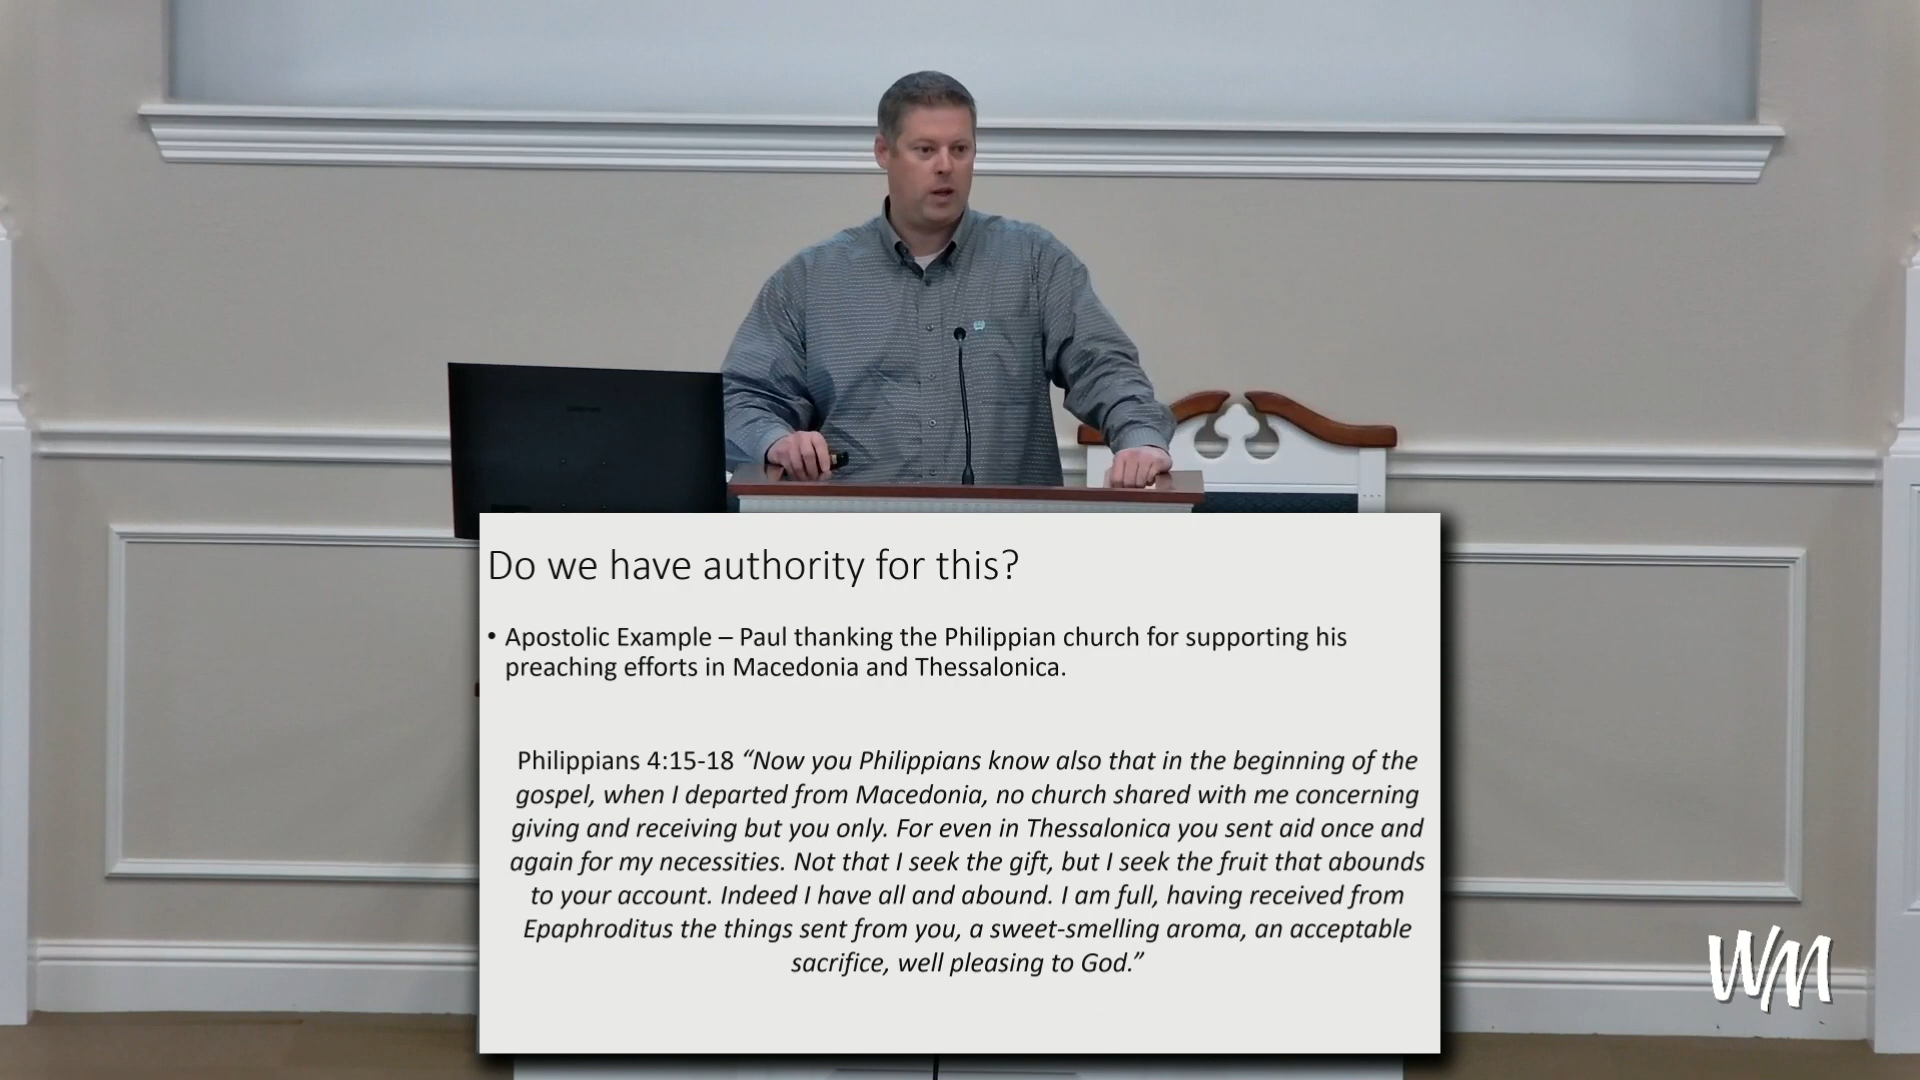 Do we have authority for this?
• Apostolic Example – Paul thanking the Philippian church for supporting his
preaching efforts in Macedonia and Thessalonica.
Philippians 4:15-18 “Now you Philippians know also that in the beginning of the
gospel, when I departed from Macedonia, no church shared with me concerning
giving and receiving but you only. For even in Thessalonica you sent aid once and
again for my necessities. Not that I seek the gift, but I seek the fruit that abounds
to your account. Indeed I have all and abound. I am full, having received from
Epaphroditus the things sent from you, a sweet-smelling aroma, an acceptable
sacrifice, well pleasing to God.”
WM